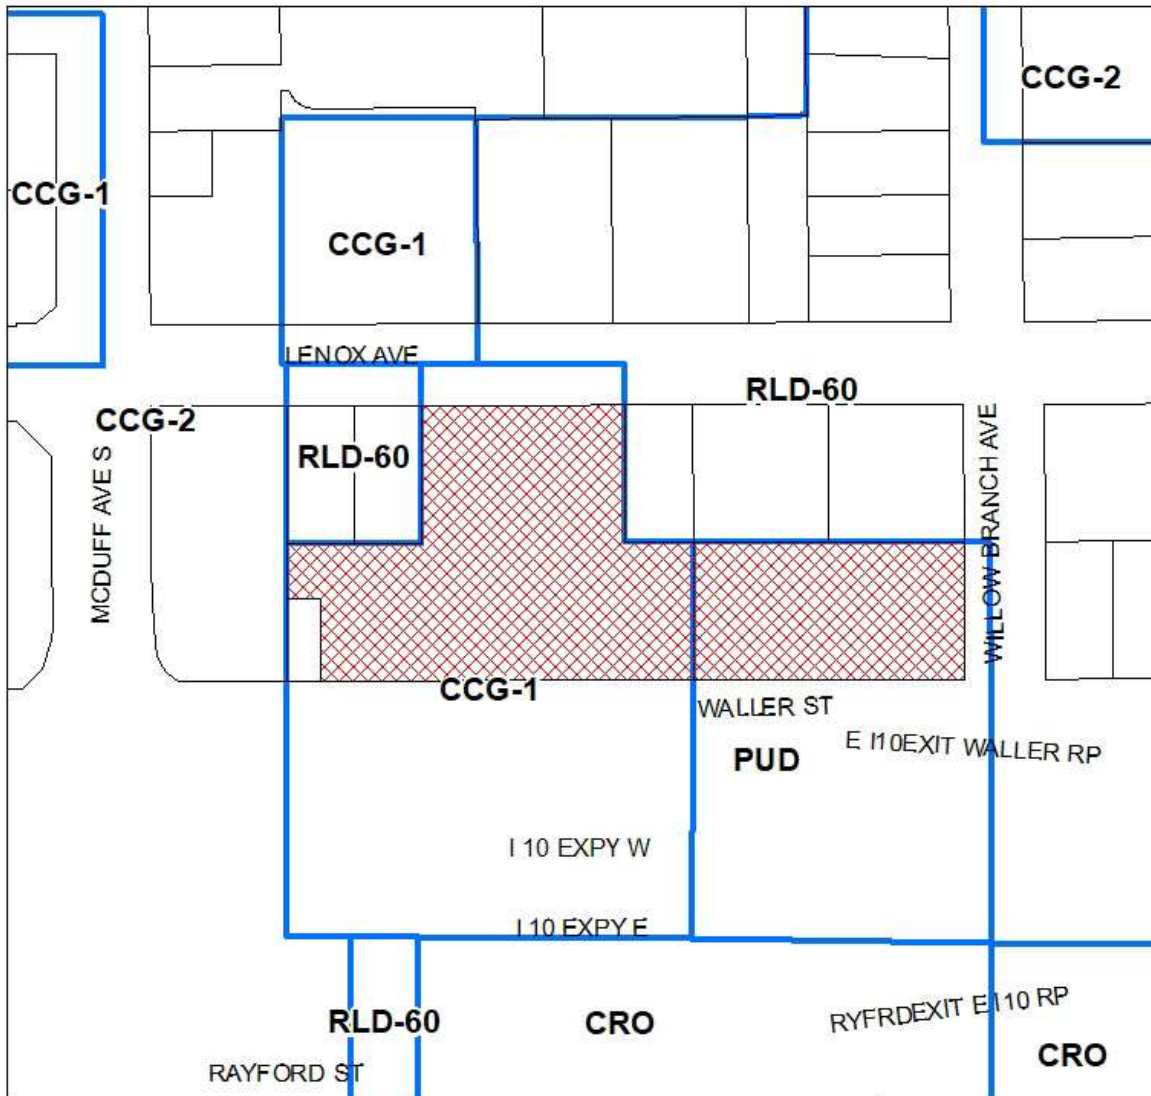 CCG-2
CCG-1
CCG-1
LENOX AVE
RLD-60
CCG-2
RLD-60
MCDUFF AVE S
WILLOW BRANCH AVE
CCG-1
WALLER ST
E I10EXIT WALLER RP
PUD
I 10 EXPY W
I 10 EXPY E
RYFRDEXIT E I10 RP
RLD-60
CRO
CRO
RAYFORD ST